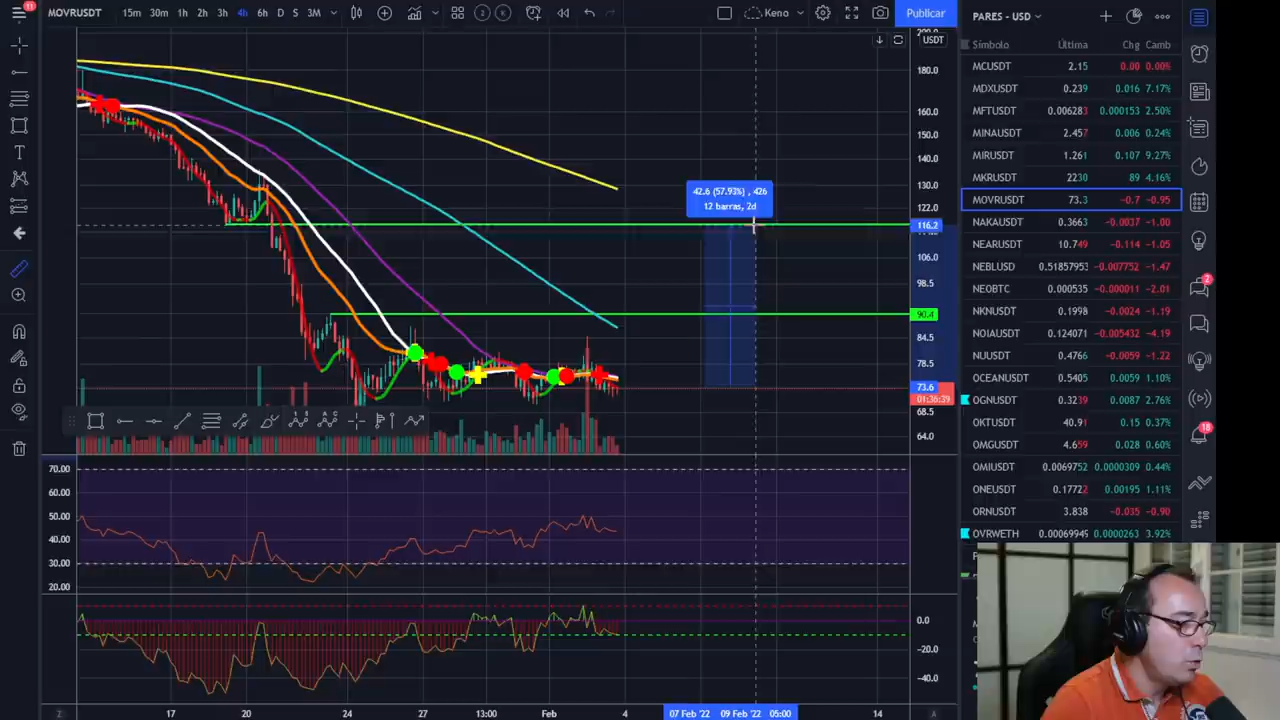 11
MOVRUSDT 15m 30m 1h 2h 3h 4h 6h D S 3M 2 K Keno Publicar
USDT
180.0
160.0
150.0
140.0
130.0
122.0
116.2
106.0
98.5
90.4
84.5
78.5
73.6
01:36:39
68.5
64.0
42.6 (57.93%) , 426
12 barras, 2d
70.00
60.00
50.00
40.00
30.00
20.00
0.0
-20.0
-40.0
Z 17 24 27 13:00 Feb 4 07 Feb '22 09 Feb '22 05:00 14 A
PARES - USD
Símbolo Última Chg Camb
MCUSDT 2.15 0.00 0.00%
MDXUSDT 0.239 0.016 7.17%
MFTUSDT 0.006283 0.000153 2.50%
MINAUSDT 2.457 0.006 0.24%
MIRUSDT 1.261 0.107 9.27%
MKRUSDT 2230 89 4.16%
MOVRUSDT 73.3 -0.7 -0.95
NAKAUSDT 0.3663 -0.0037 -1.00
NEARUSDT 10.749 -0.114 -1.05
NEBLUSD 0.51857953 -0.007752 -1.47
NEOBTC 0.000535 -0.000011 -2.01
NKNUSDT 0.1998 -0.0024 -1.19
NOIAUSDT 0.124071 -0.005432 -4.19
NUUSDT 0.4766 -0.0059 -1.22
OCEANUSDT 0.5405 0.0059 1.10%
OGNUSDT 0.3239 0.0087 2.76%
OKTUSDT 40.91 0.15 0.37%
OMGUSDT 4.659 0.028 0.60%
OMIUSDT 0.0069752 0.0000309 0.44%
ONEUSDT 0.17722 0.00195 1.11%
ORNUSDT 3.838 -0.035 -0.90
OVRWETH 0.00069949 0.0000263 3.92%
2
18